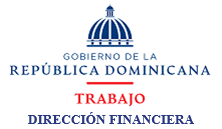 GOBIERNO DE LA
REPÚBLICA DOMINICANA
TRABAJO
DIRECCIÓN FINANCIERA